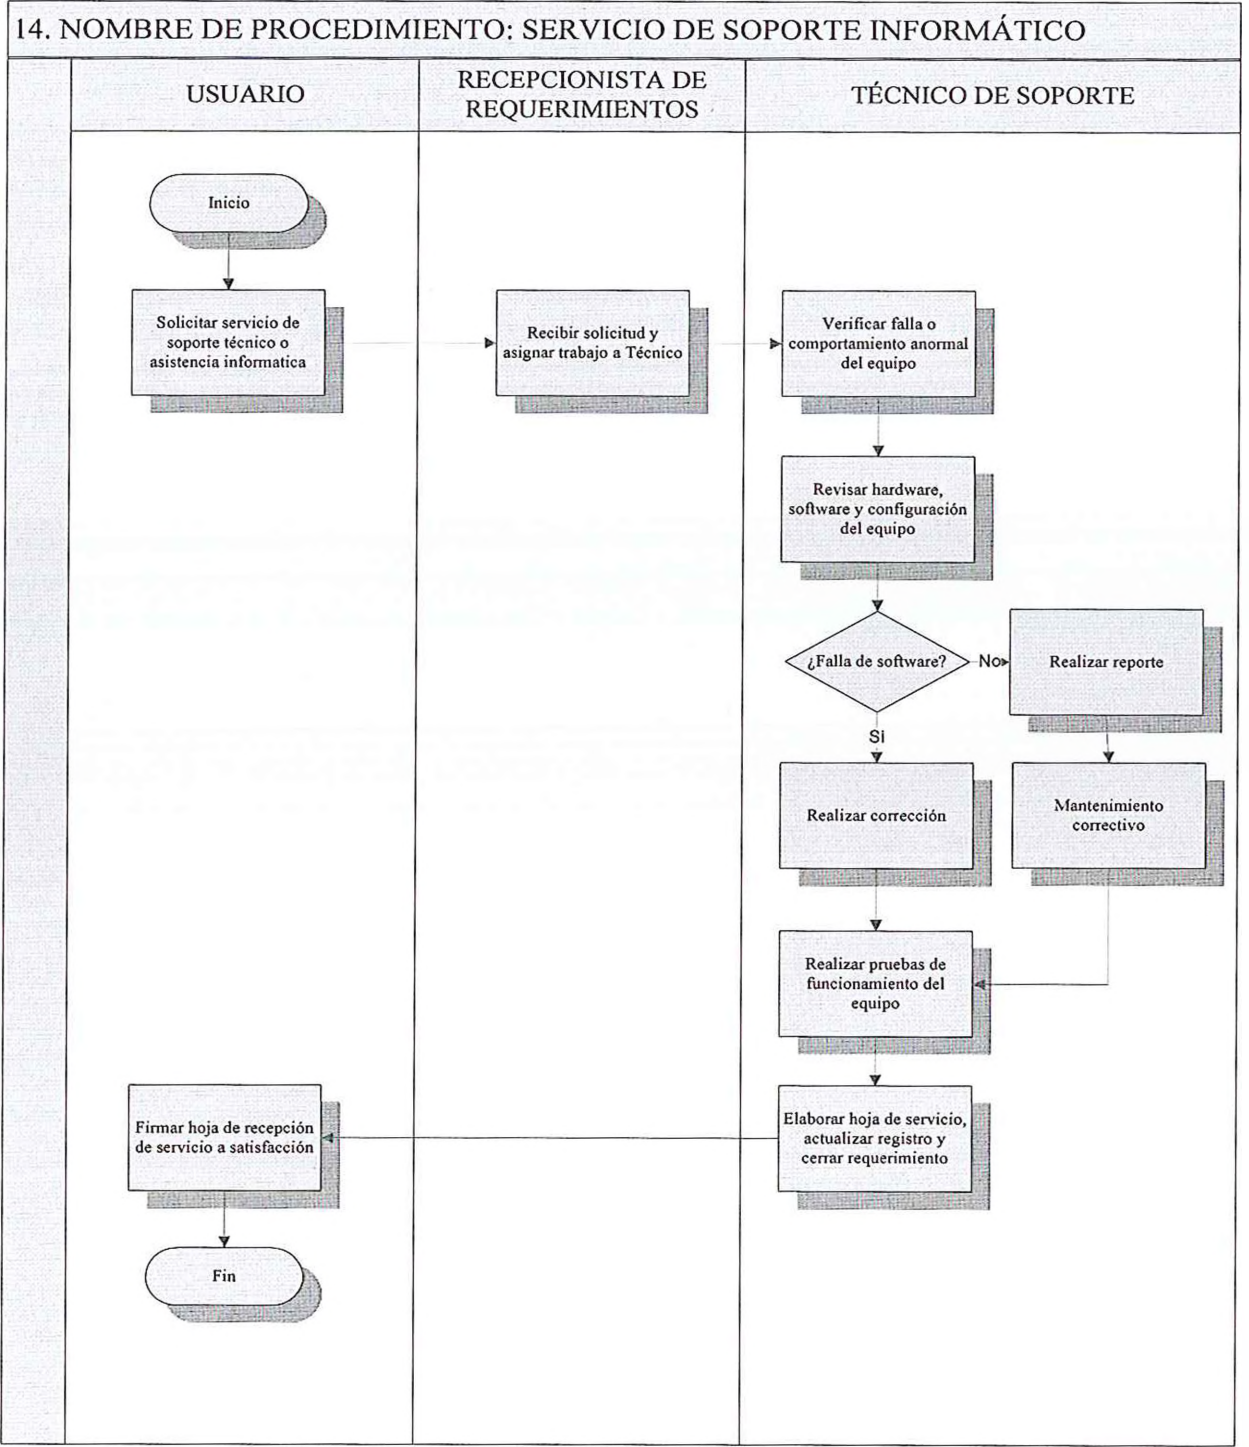 14. NOMBRE DE PROCEDIMIENTO: SERVICIO DE SOPORTE INFORMÁTICO
USUARIO
RECEPCIONISTA DE
REQUERIMIENTOS
TÉCNICO DE SOPORTE
Inicio
Solicitar servicio de
soporte técnico o
asistencia informatica
Recibir solicitud y
asignar trabajo a Técnico
Verificar falla o
comportamiento anormal
del equipo
Revisar hardware,
software y configuración
del equipo
¿Falla de software?
No
Realizar reporte
Si
Realizar corrección
Mantenimiento
correctivo
Realizar pruebas de
funcionamiento del
equipo
Firmar hoja de recepción
de servicio a satisfacción
Elaborar hoja de servicio,
actualizar registro y
cerrar requerimiento
Fin